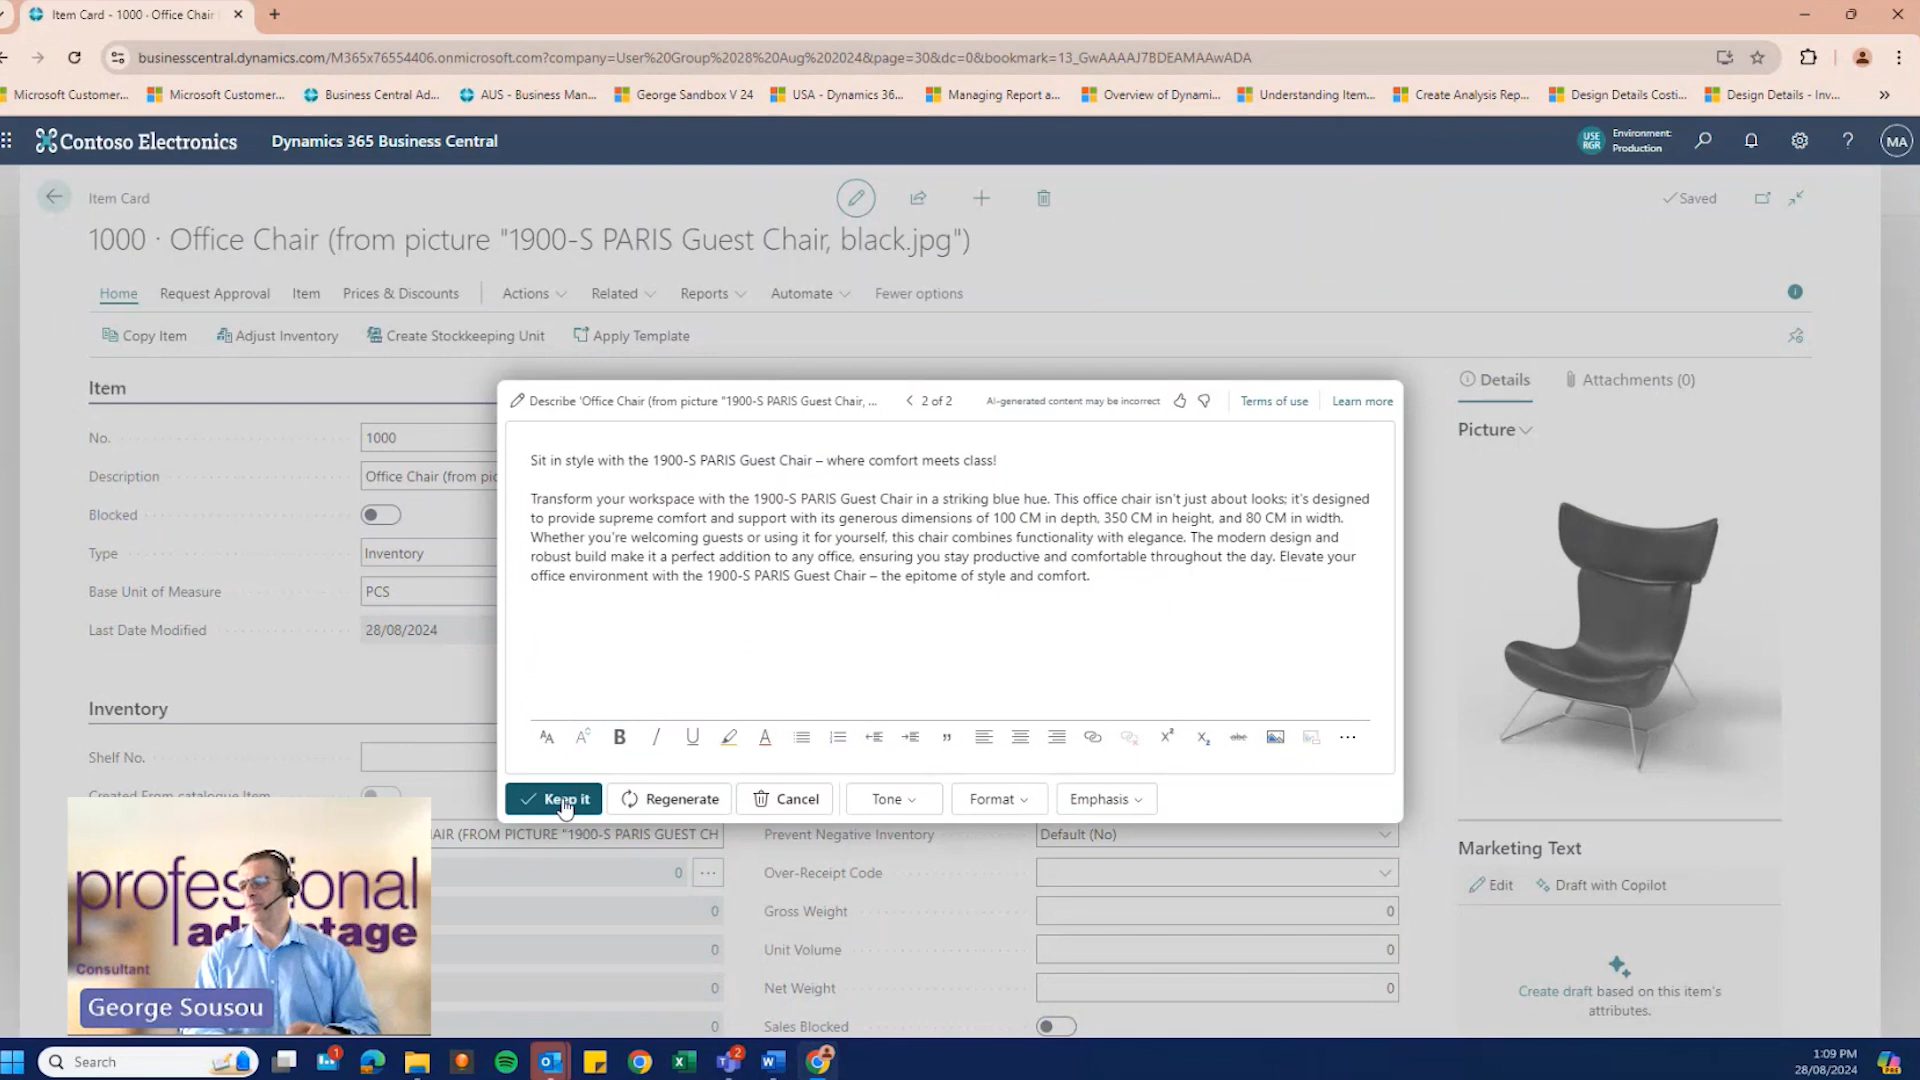 Item Card - 1000 · Office Chair
businesscentral.dynamics.com/M365x76554406.onmicrosoft.com?company=User%20Group%2028%20Aug%202024&page=30&dc=0&bookmark=13_GwAAAAJ7BDEAMAAwADA
Microsoft Customer...
Microsoft Customer...
Business Central Ad...
AUS - Business Man...
George Sandbox V 24
USA - Dynamics 36...
Managing Report a...
Overview of Dynami...
Understanding Item...
Create Analysis Rep...
Design Details Costi...
Design Details - Inv...
Contoso Electronics
Dynamics 365 Business Central
USE
RGR
Environment:
Production
MA
Item Card
Saved
1000 · Office Chair (from picture "1900-S PARIS Guest Chair, black.jpg")
Home
Request Approval
Item
Prices & Discounts
Actions
Related
Reports
Automate
Fewer options
Copy Item
Adjust Inventory
Create Stockkeeping Unit
Apply Template
Item
No.
1000
Description
Office Chair (from pic
Blocked
Type
Inventory
Base Unit of Measure
PCS
Last Date Modified
28/08/2024
Inventory
Shelf No.
Created From catalogue Item
AIR (FROM PICTURE "1900-S PARIS GUEST CH
0
0
0
0
0
Describe 'Office Chair (from picture "1900-S PARIS Guest Chair, ...
2 of 2
AI-generated content may be incorrect
Terms of use
Learn more
Sit in style with the 1900-S PARIS Guest Chair – where comfort meets class!
Transform your workspace with the 1900-S PARIS Guest Chair in a striking blue hue. This office chair isn't just about looks; it's designed
to provide supreme comfort and support with its generous dimensions of 100 CM in depth, 350 CM in height, and 80 CM in width.
Whether you're welcoming guests or using it for yourself, this chair combines functionality with elegance. The modern design and
robust build make it a perfect addition to any office, ensuring you stay productive and comfortable throughout the day. Elevate your
office environment with the 1900-S PARIS Guest Chair – the epitome of style and comfort.
Keep it
Regenerate
Cancel
Tone
Format
Emphasis
Prevent Negative Inventory
Default (No)
Over-Receipt Code
Gross Weight
0
Unit Volume
0
Net Weight
0
Sales Blocked
Details
Attachments (0)
Picture
Marketing Text
Edit
Draft with Copilot
Create draft based on this item's
attributes.
professional
advantage
Consultant
George Sousou
Search
1
2
1:09 PM
28/08/2024